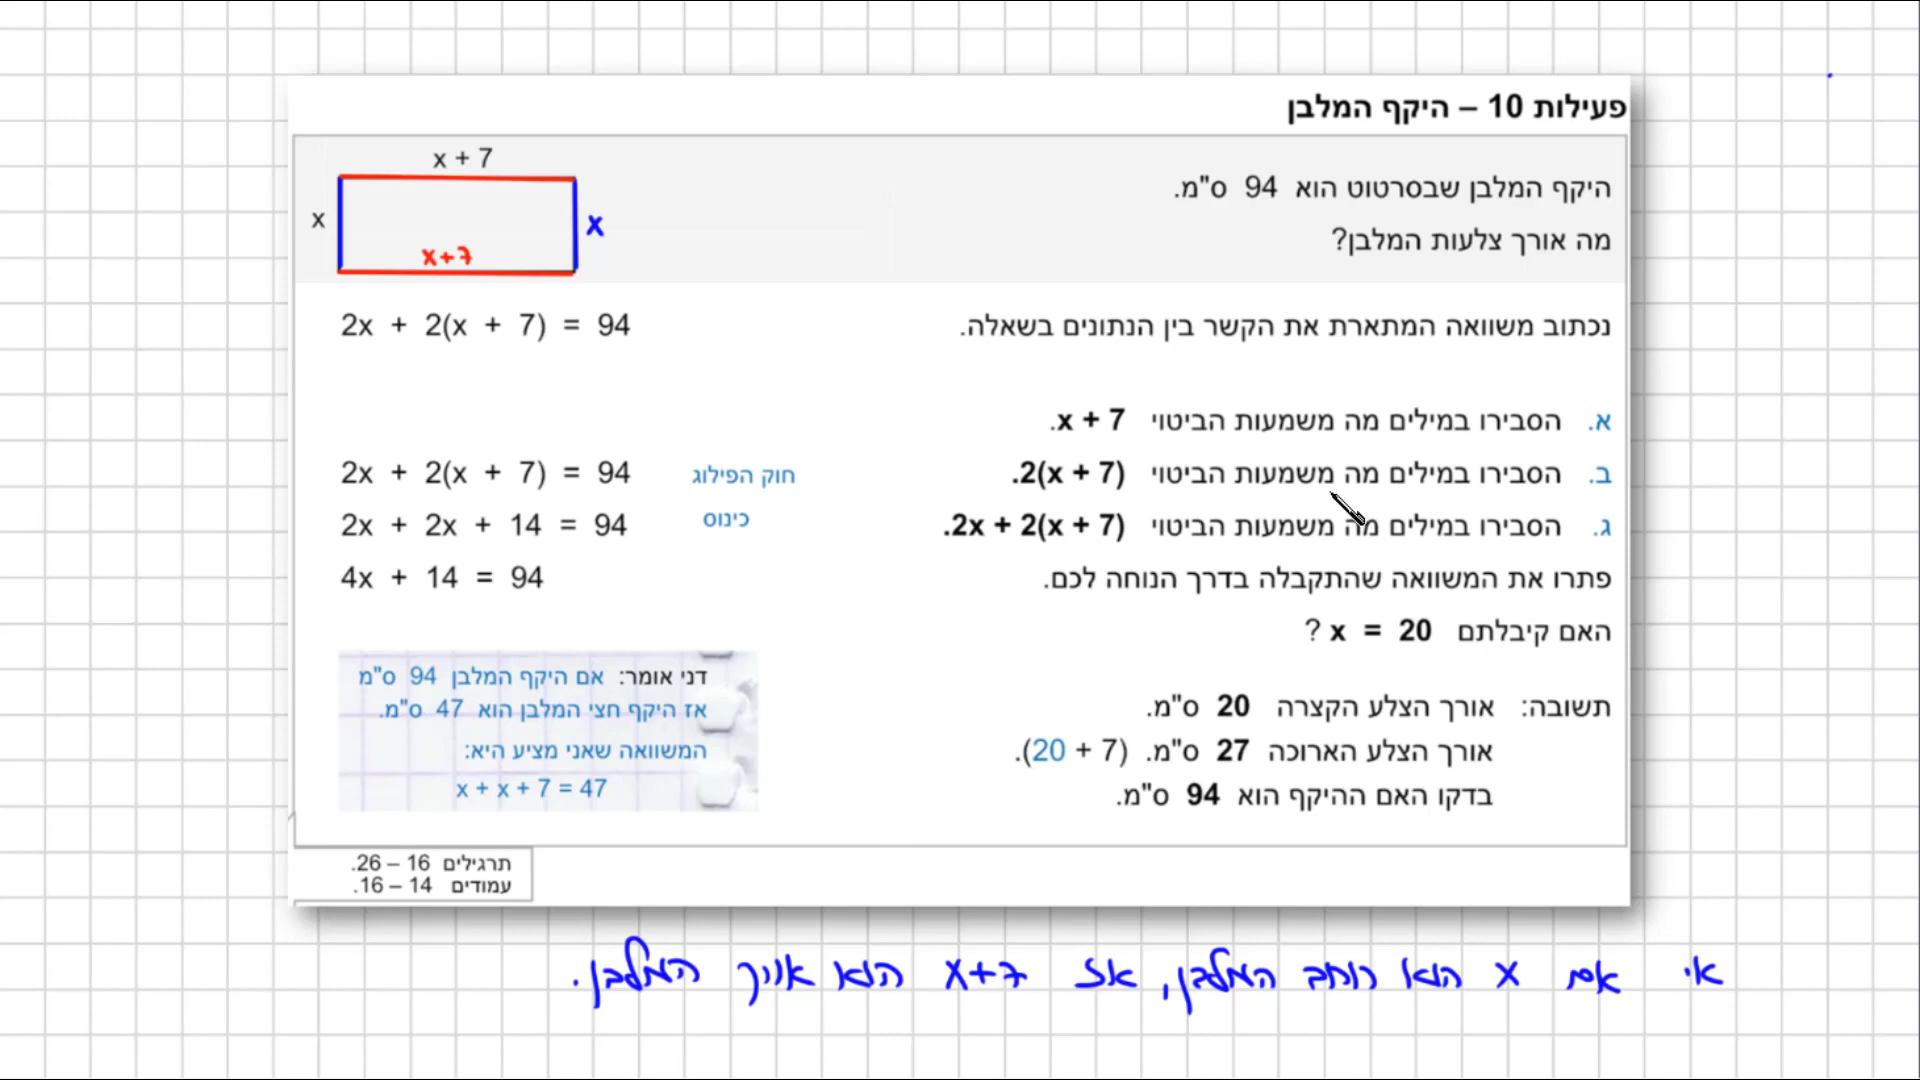 פעילות 10 – היקף המלבן
היקף המלבן שבסרטוט הוא 94 ס"מ.
מה אורך צלעות המלבן?
x + 7
x
x
x+7
נכתוב משוואה המתארת את הקשר בין הנתונים בשאלה.
2x + 2(x + 7) = 94
א. הסבירו במילים מה משמעות הביטוי x + 7.
ב. הסבירו במילים מה משמעות הביטוי 2(x + 7).
ג. הסבירו במילים מה משמעות הביטוי 2x + 2(x + 7).
פתרו את המשוואה שהתקבלה בדרך הנוחה לכם.
האם קיבלתם x = 20 ?
2x + 2(x + 7) = 94 חוק הפילוג
2x + 2x + 14 = 94 כינוס
4x + 14 = 94
תשובה: אורך הצלע הקצרה 20 ס"מ.
אורך הצלע הארוכה 27 ס"מ. (20 + 7).
בדקו האם ההיקף הוא 94 ס"מ.
דני אומר: אם היקף המלבן 94 ס"מ
אז היקף חצי המלבן הוא 47 ס"מ.
המשוואה שאני מציע היא:
x + x + 7 = 47
תרגילים 16 – 26.
עמודים 14 – 16.
א' אם x הוא רוחב המלבן, אז x+7 הוא אורך המלבן.